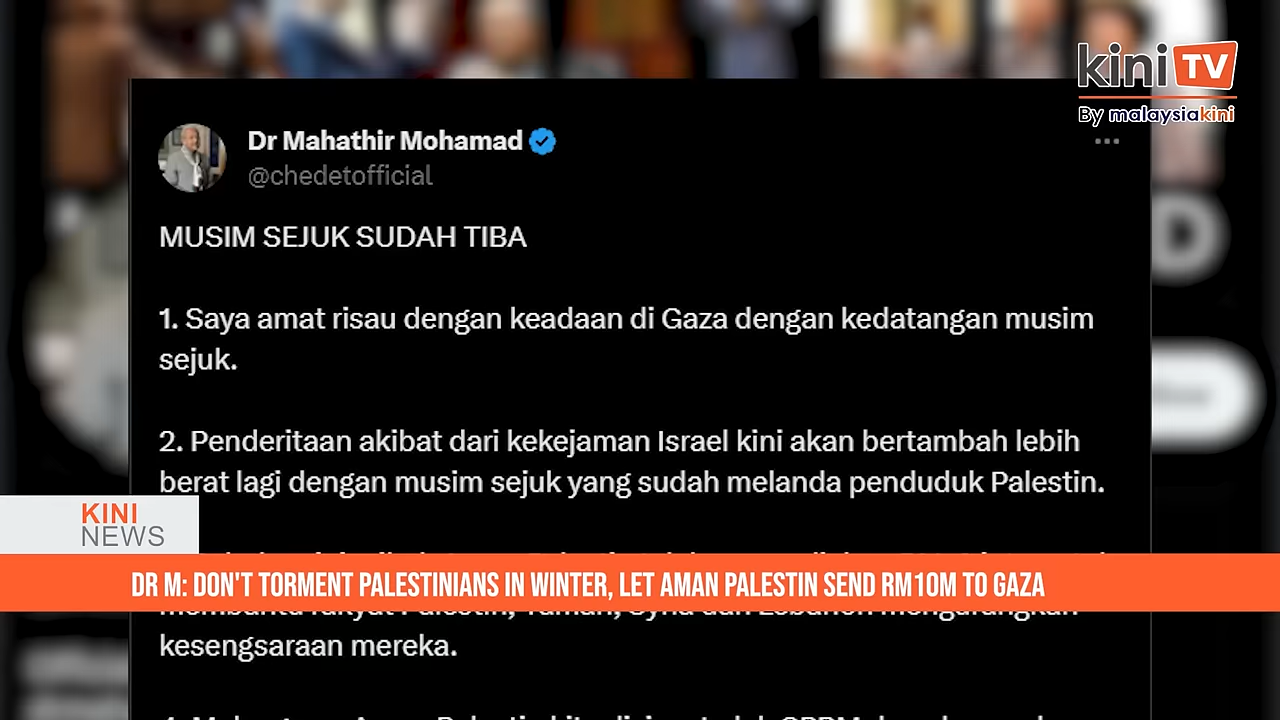 kini TV
By malaysiakini
Dr Mahathir Mohamad
@chedetofficial
MUSIM SEJUK SUDAH TIBA
1. Saya amat risau dengan keadaan di Gaza dengan kedatangan musim
sejuk.
2. Penderitaan akibat dari kekejaman Israel kini akan bertambah lebih
berat lagi dengan musim sejuk yang sudah melanda penduduk Palestin.
KINI
NEWS
DR M: DON'T TORMENT PALESTINIANS IN WINTER, LET AMAN PALESTIN SEND RM10M TO GAZA
kesengsaraan mereka.